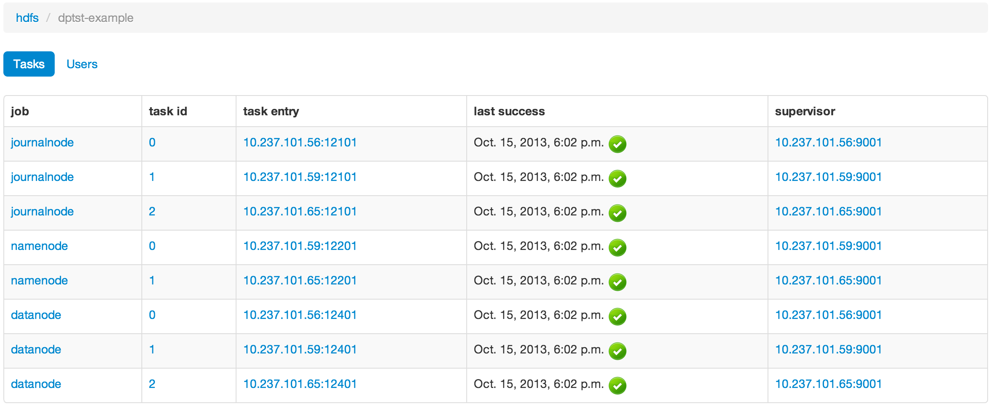 hdfs / dptst-example
Tasks Users
job task id task entry last success supervisor
journalnode 0 10.237.101.56:12101 Oct. 15, 2013, 6:02 p.m. 10.237.101.56:9001
journalnode 1 10.237.101.59:12101 Oct. 15, 2013, 6:02 p.m. 10.237.101.59:9001
journalnode 2 10.237.101.65:12101 Oct. 15, 2013, 6:02 p.m. 10.237.101.65:9001
namenode 0 10.237.101.59:12201 Oct. 15, 2013, 6:02 p.m. 10.237.101.59:9001
namenode 1 10.237.101.65:12201 Oct. 15, 2013, 6:02 p.m. 10.237.101.65:9001
datanode 0 10.237.101.56:12401 Oct. 15, 2013, 6:02 p.m. 10.237.101.56:9001
datanode 1 10.237.101.59:12401 Oct. 15, 2013, 6:02 p.m. 10.237.101.59:9001
datanode 2 10.237.101.65:12401 Oct. 15, 2013, 6:02 p.m. 10.237.101.65:9001